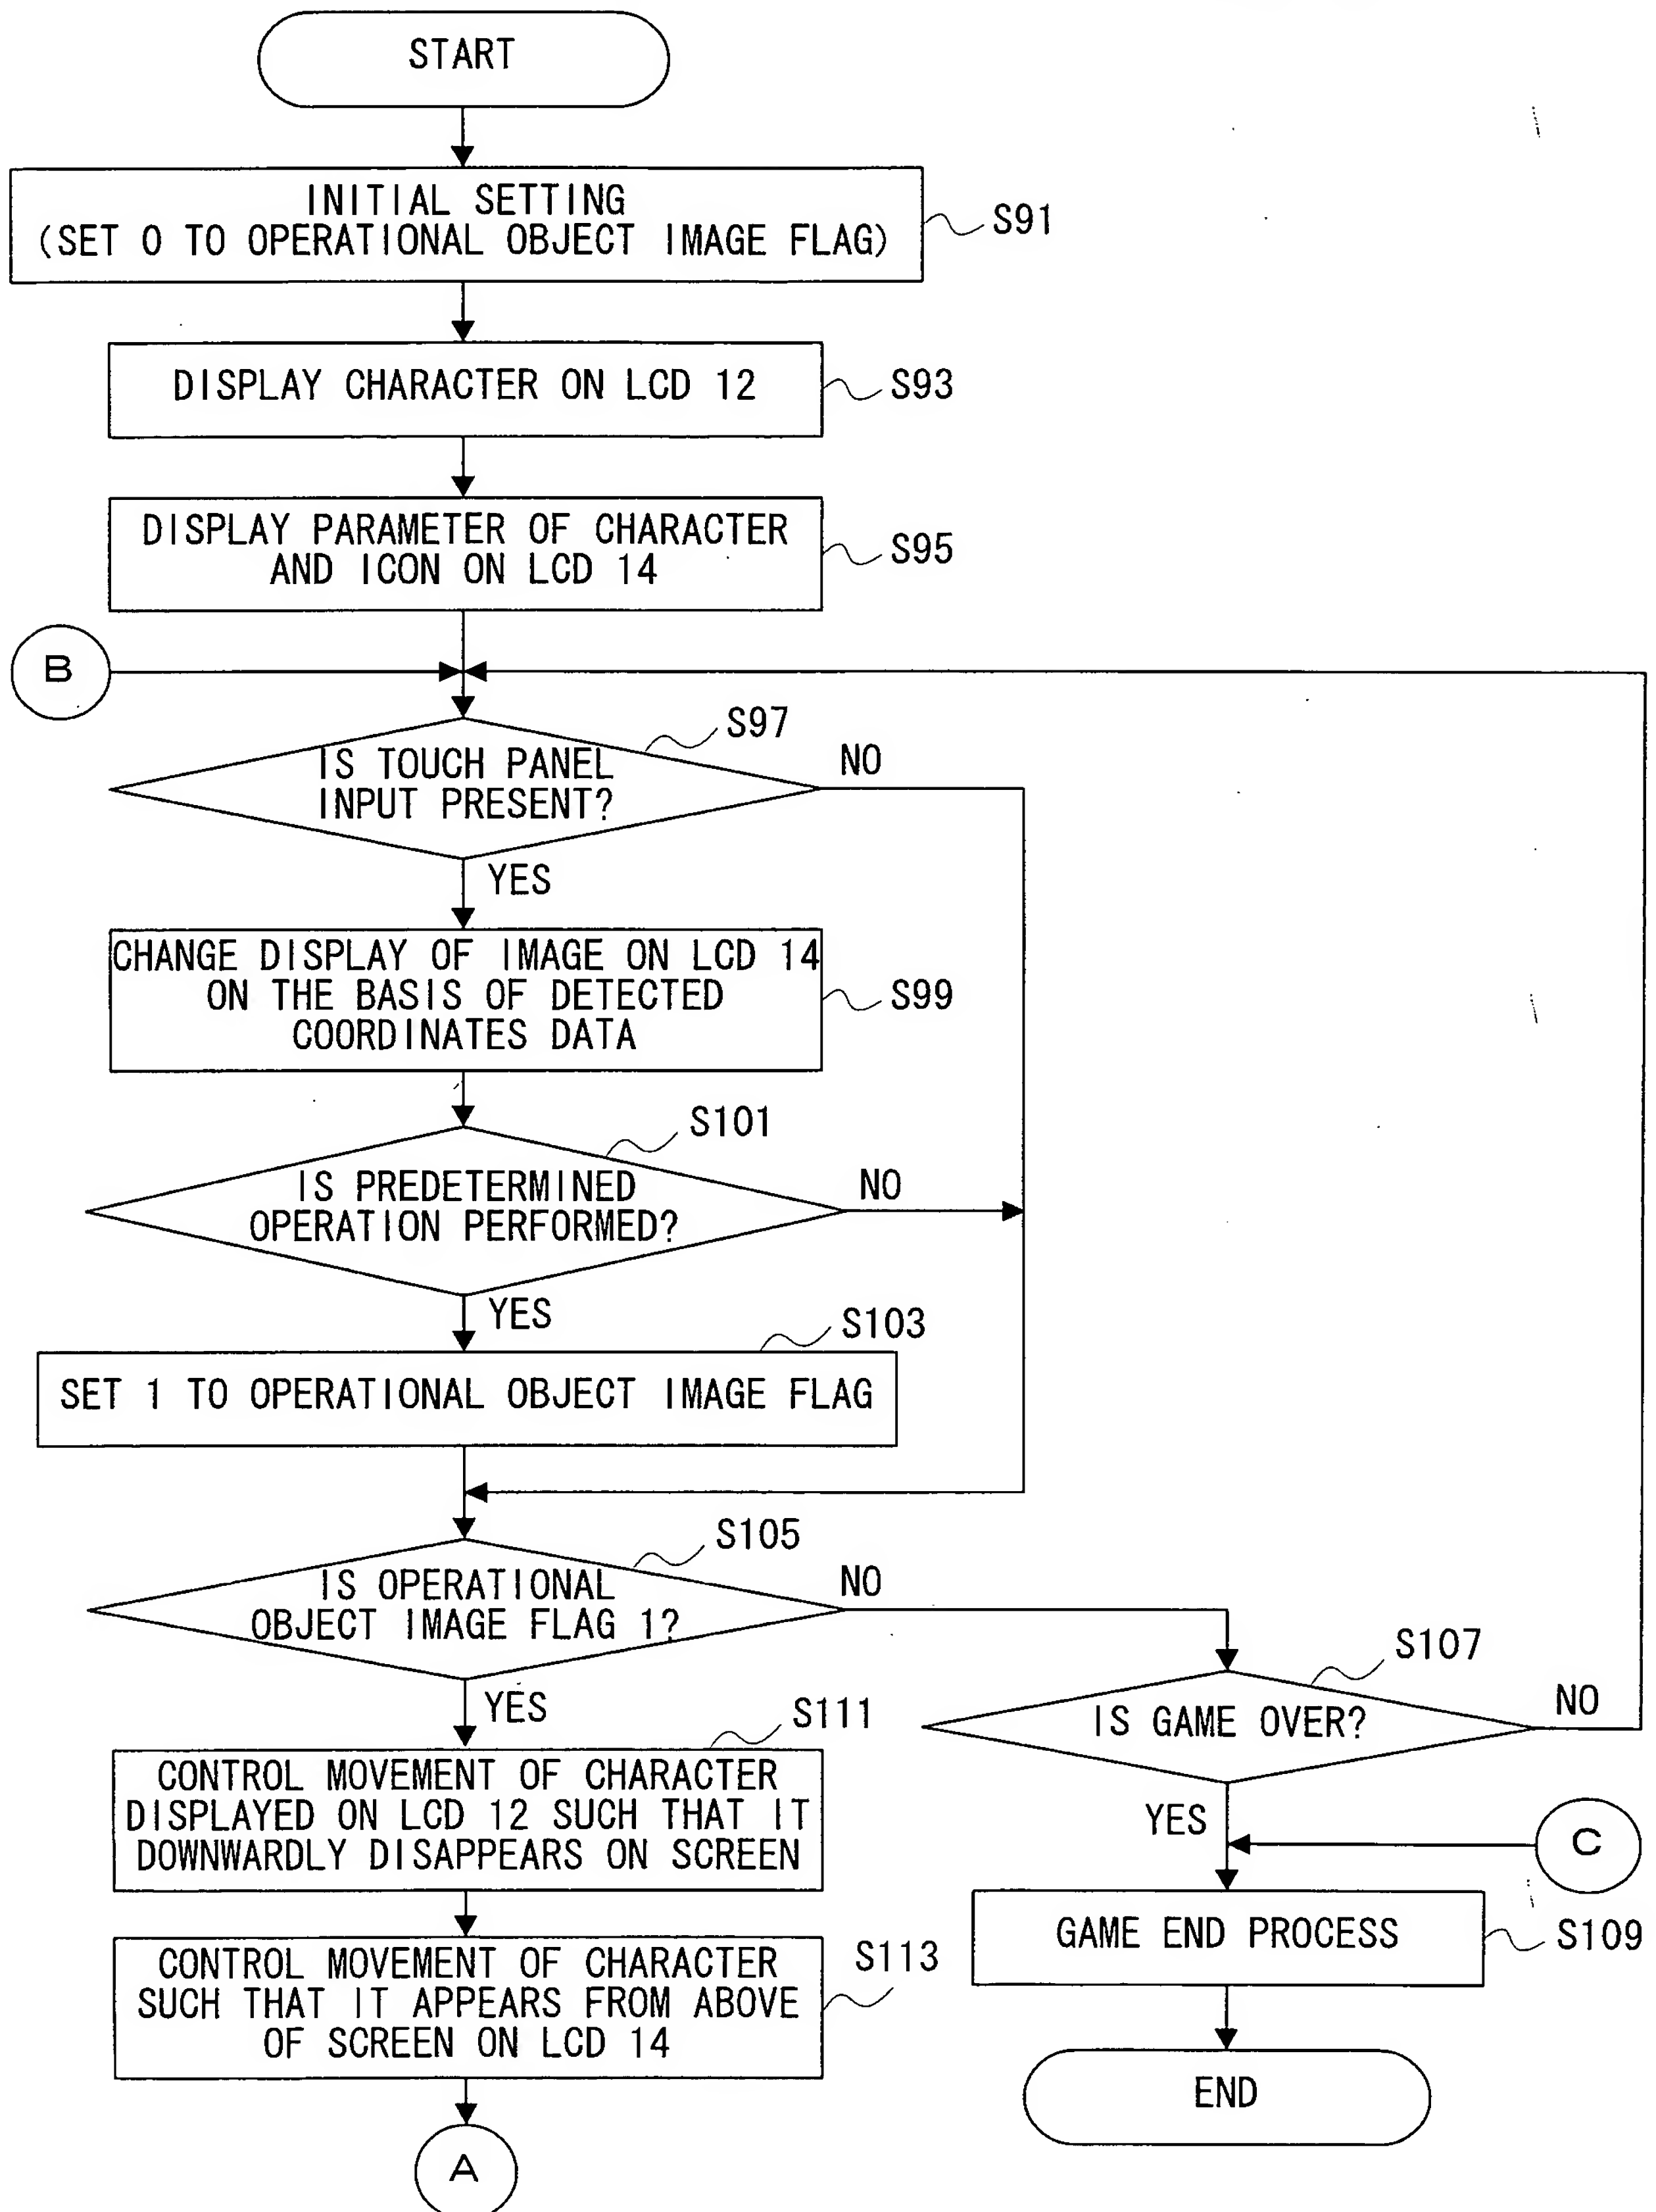 START
INITIAL SETTING
(SET 0 TO OPERATIONAL OBJECT IMAGE FLAG)
S91
DISPLAY CHARACTER ON LCD 12
S93
DISPLAY PARAMETER OF CHARACTER
AND ICON ON LCD 14
S95
B
S97
IS TOUCH PANEL
INPUT PRESENT?
NO
YES
CHANGE DISPLAY OF IMAGE ON LCD 14
ON THE BASIS OF DETECTED
COORDINATES DATA
S99
S101
IS PREDETERMINED
OPERATION PERFORMED?
NO
YES
S103
SET 1 TO OPERATIONAL OBJECT IMAGE FLAG
S105
IS OPERATIONAL
OBJECT IMAGE FLAG 1?
NO
YES
S107
IS GAME OVER?
NO
YES
S111
CONTROL MOVEMENT OF CHARACTER
DISPLAYED ON LCD 12 SUCH THAT IT
DOWNWARDLY DISAPPEARS ON SCREEN
C
GAME END PROCESS
S109
S113
CONTROL MOVEMENT OF CHARACTER
SUCH THAT IT APPEARS FROM ABOVE
OF SCREEN ON LCD 14
END
A